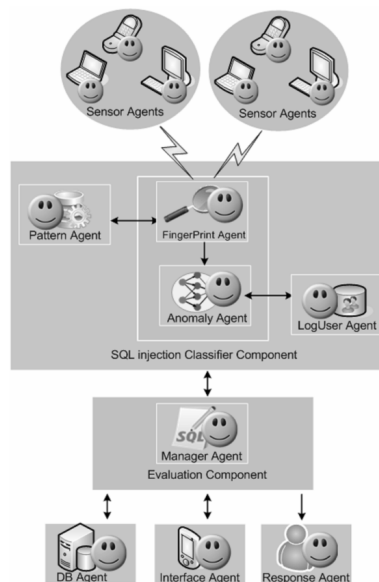 Sensor Agents
Sensor Agents
Pattern Agent
FingerPrint Agent
Anomaly Agent
LogUser Agent
SQL injection Classifier Component
SQL
Manager Agent
Evaluation Component
DB Agent
Interface Agent
Response Agent